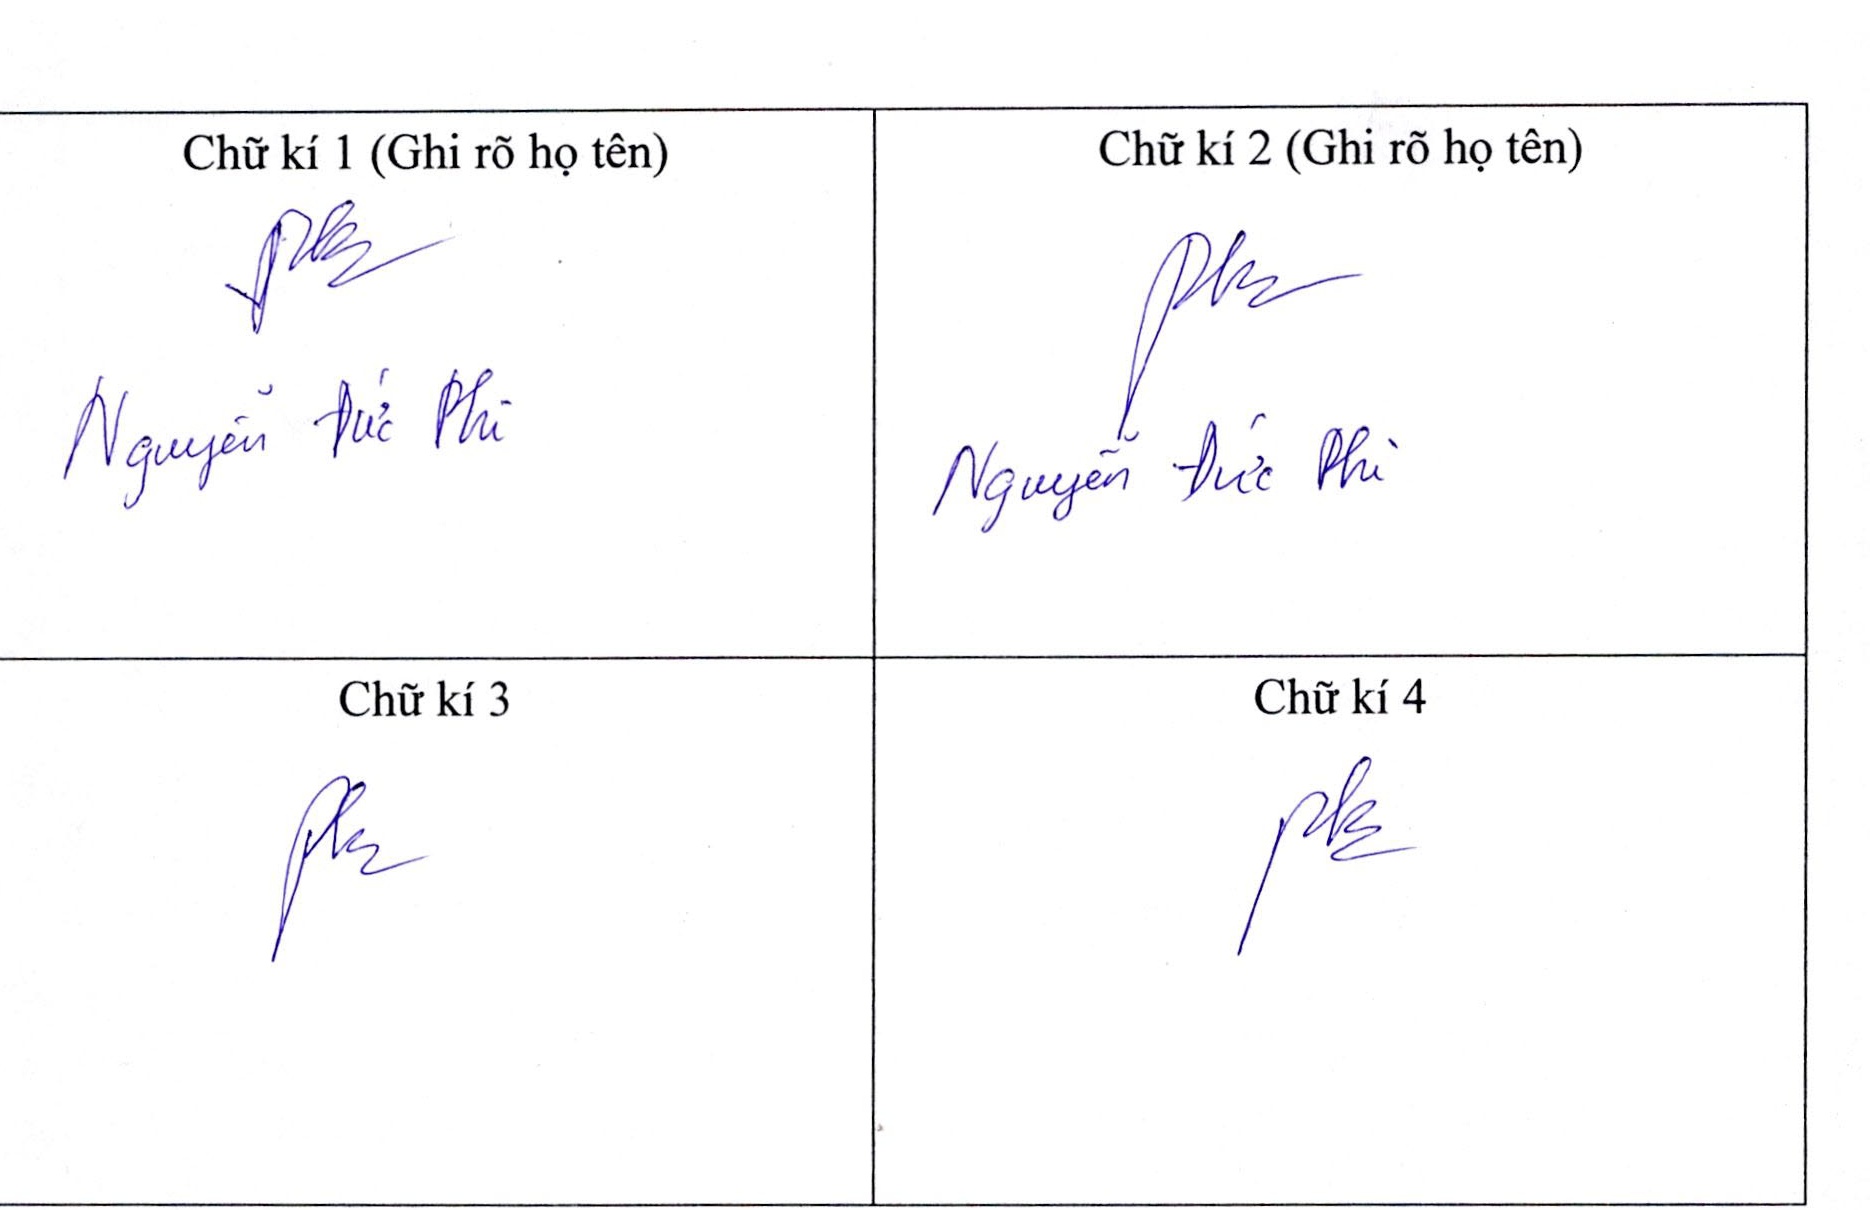 Chữ kí 1 (Ghi rõ họ tên)
Nguyễn Đức Phi
Chữ kí 2 (Ghi rõ họ tên)
Nguyễn Đức Phi
Chữ kí 3
Chữ kí 4